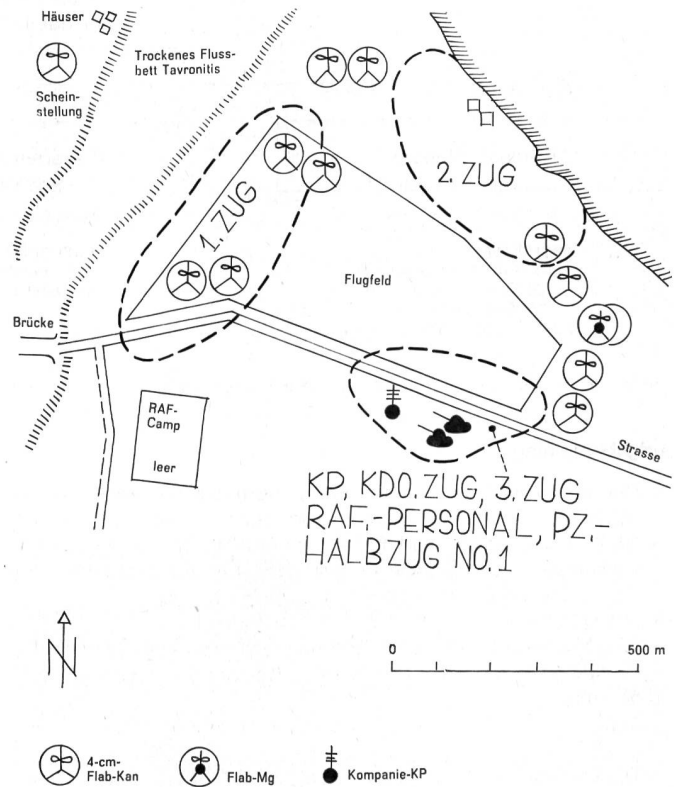 Häuser
Schein-
stellung
Trockenes Fluss-
bett Tavronitis
2. ZUG
1. ZUG
Flugfeld
Brücke
RAF-
Camp
leer
Strasse
KP, KDO. ZUG, 3. ZUG
RAF.-PERSONAL, PZ.-
HALBZUG NO. 1
N
0 500 m
4-cm-
Flab-Kan
Flab-Mg
Kompanie-KP